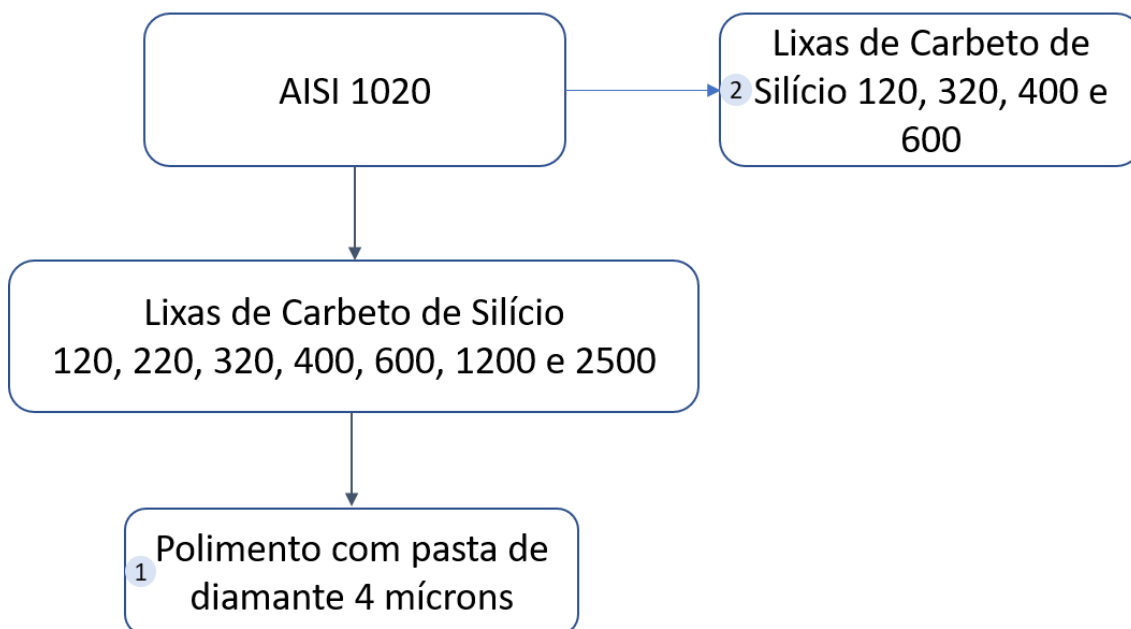 AISI 1020
Lixas de Carbeto de
2 Silício 120, 320, 400 e
600
Lixas de Carbeto de Silício
120, 220, 320, 400, 600, 1200 e 2500
Polimento com pasta de
1
diamante 4 mícrons